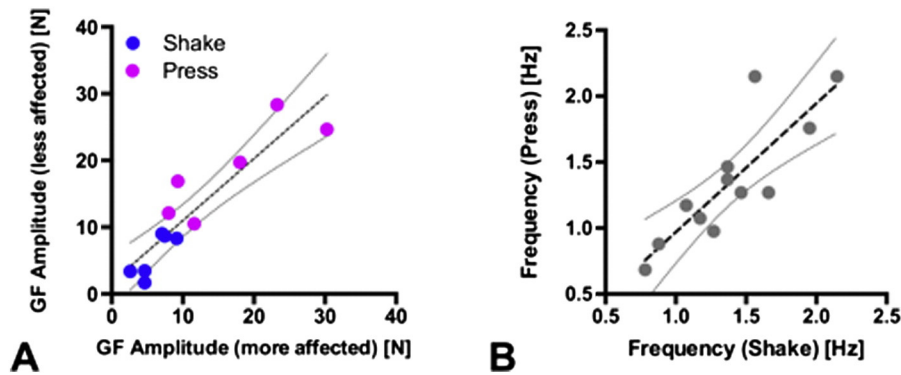 GF Amplitude (less affected) [N]
40
30
20
10
0
Shake
Press
0 10 20 30 40
GF Amplitude (more affected) [N]
A
Frequency (Press) [Hz]
2.5
2.0
1.5
1.0
0.5
0.5 1.0 1.5 2.0 2.5
Frequency (Shake) [Hz]
B